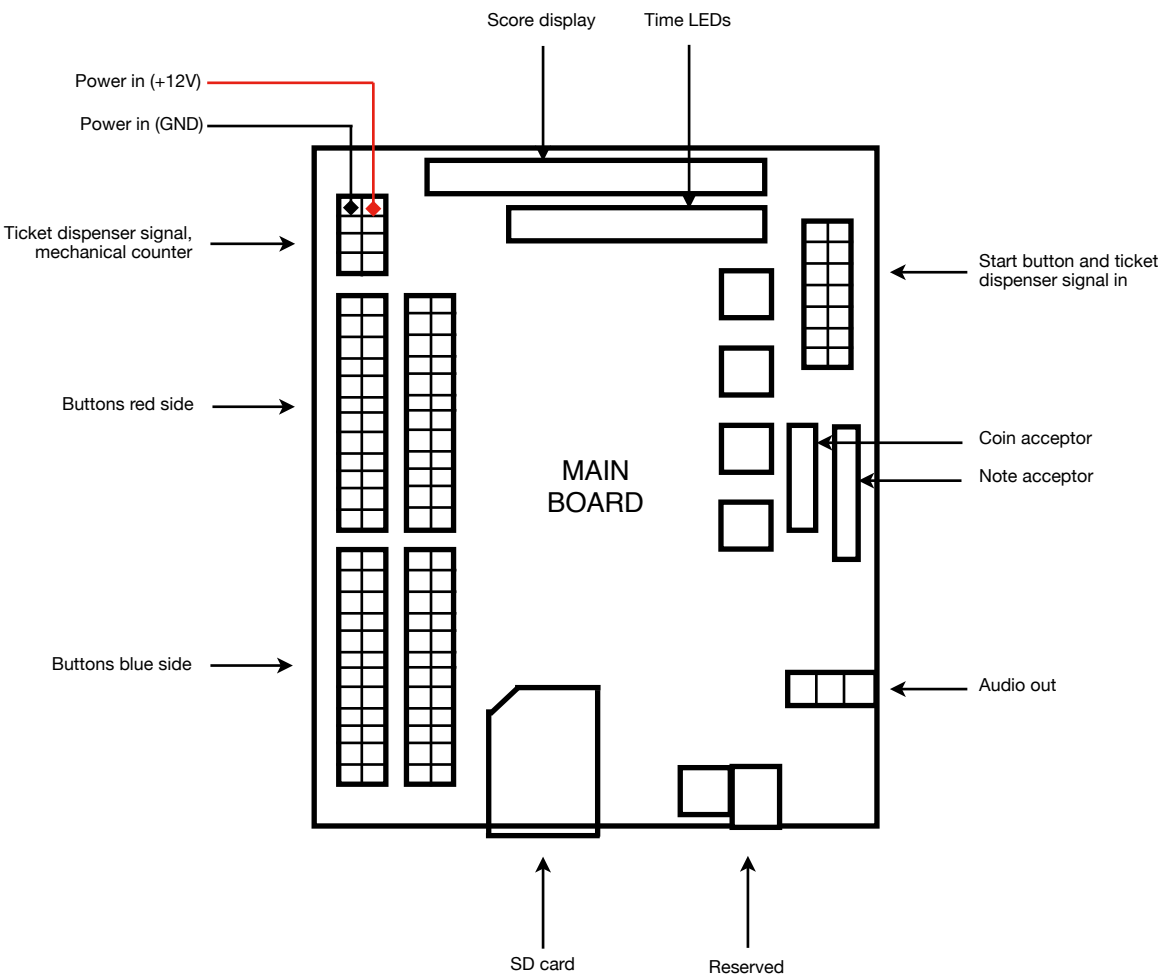 Score display
Time LEDs
Power in (+12V)
Power in (GND)
Ticket dispenser signal,
mechanical counter
Start button and ticket
dispenser signal in
Buttons red side
Coin acceptor
MAIN
BOARD
Note acceptor
Buttons blue side
Audio out
SD card
Reserved